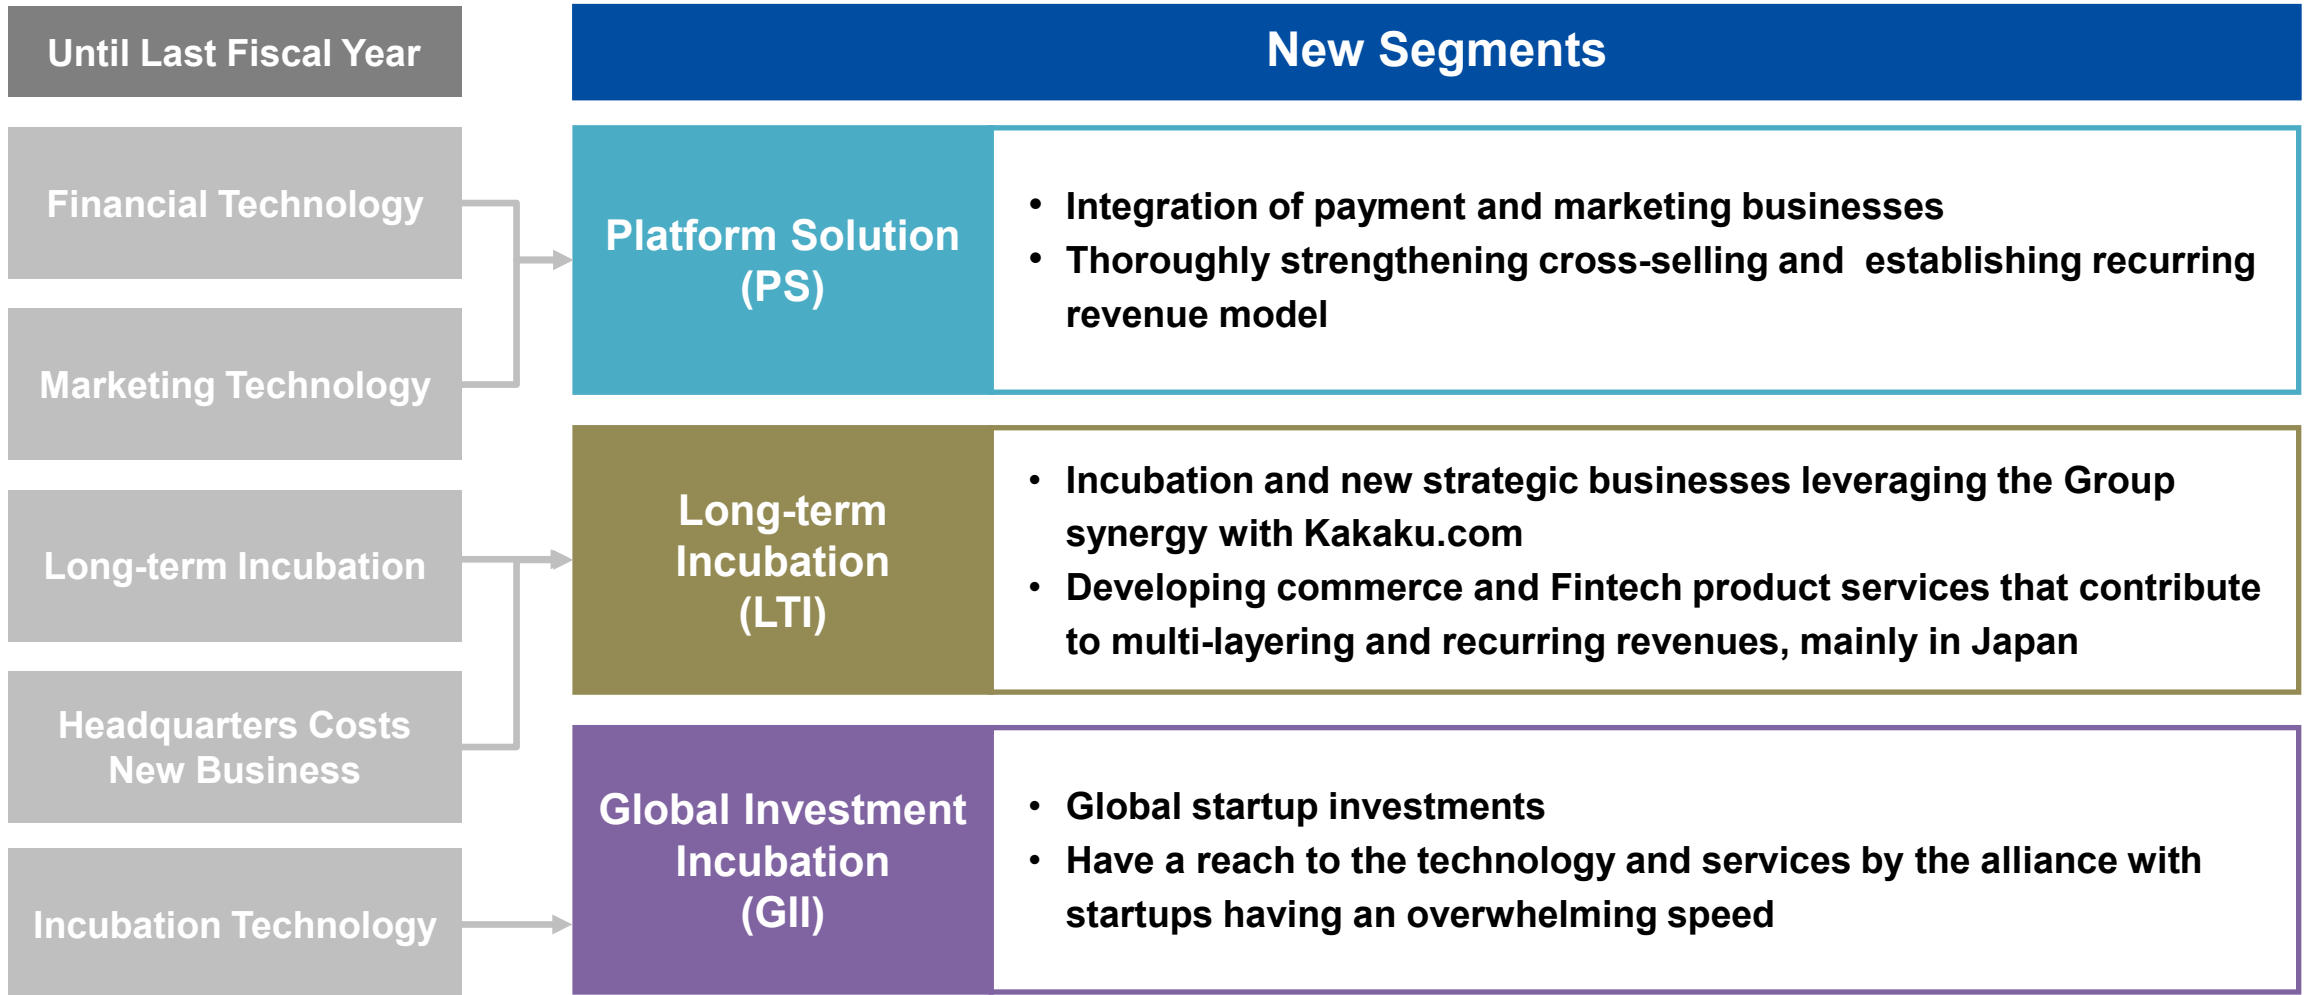 Until Last Fiscal Year
New Segments
Financial Technology
Marketing Technology
Long-term Incubation
Headquarters Costs
New Business
Incubation Technology
Platform Solution
(PS)
• Integration of payment and marketing businesses
• Thoroughly strengthening cross-selling and  establishing recurring
revenue model
Long-term
Incubation
(LTI)
• Incubation and new strategic businesses leveraging the Group
synergy with Kakaku.com
• Developing commerce and Fintech product services that contribute
to multi-layering and recurring revenues, mainly in Japan
Global Investment
Incubation
(GII)
• Global startup investments
• Have a reach to the technology and services by the alliance with
startups having an overwhelming speed